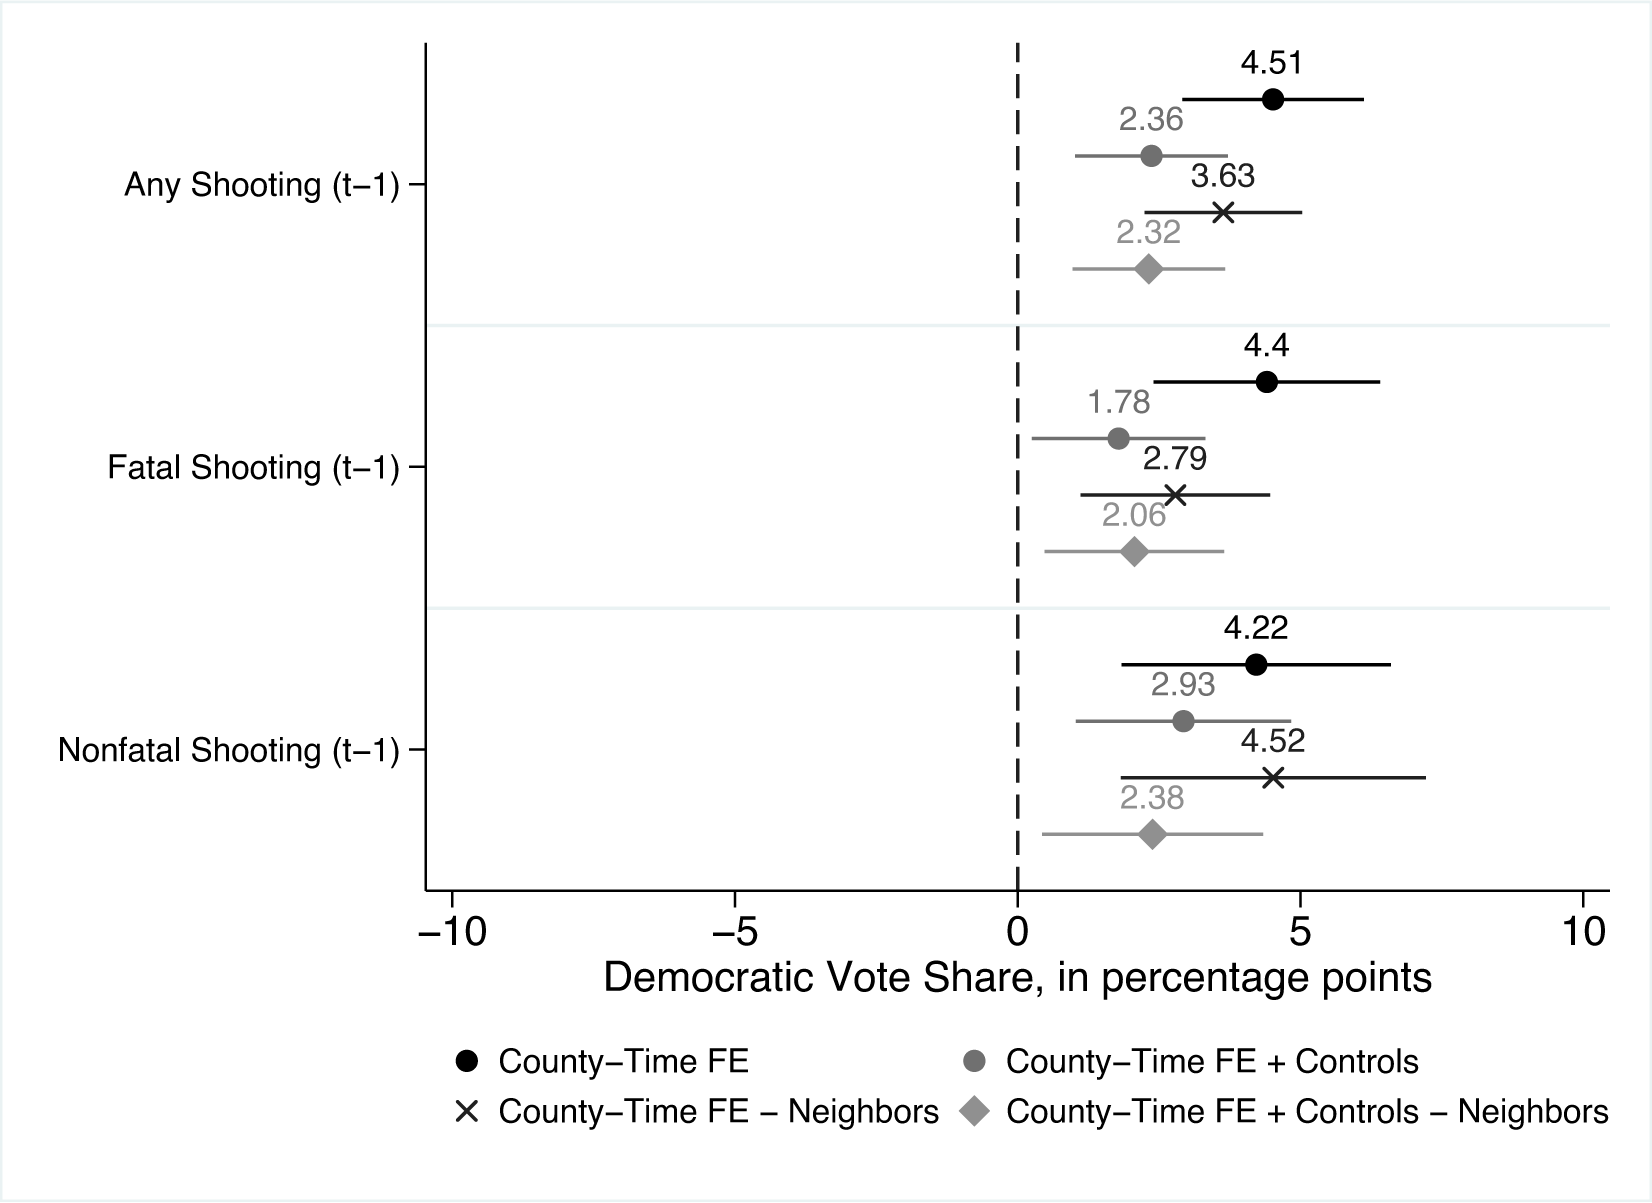 4.51
2.36
Any Shooting (t−1)
3.63
2.32
4.4
1.78
Fatal Shooting (t−1)
2.79
2.06
4.22
2.93
Nonfatal Shooting (t−1)
4.52
2.38
−10 −5 0 5 10
Democratic Vote Share, in percentage points
County−Time FE County−Time FE + Controls
County−Time FE − Neighbors County−Time FE + Controls − Neighbors